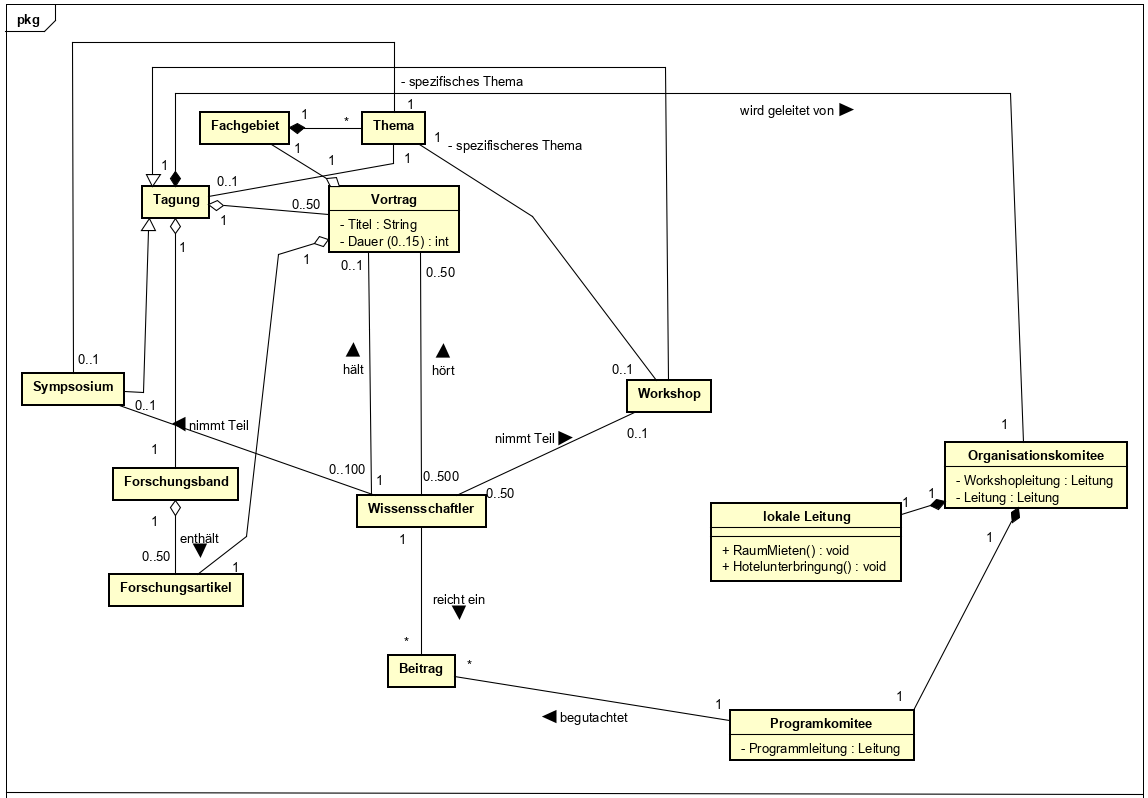 pkg
- spezifisches Thema
1
wird geleitet von
Fachgebiet
1
*
Thema
1
- spezifischeres Thema
1
1
1
1
0..1
Tagung
1
0..50
1
Vortrag
- Titel : String
- Dauer (0..15) : int
1
0..1
0..50
hält
hört
0..1
Sympsosium
0..1
0..1
Workshop
0..1
nimmt Teil
nimmt Teil
1
1
Forschungsband
0..100
1
0..500
0..50
Wissensschaftler
1
Organisationskomitee
- Workshopleitung : Leitung
- Leitung : Leitung
1
1
1
lokale Leitung
+ RaumMieten() : void
+ Hotelunterbringung() : void
1
enthält
0..50
1
Forschungsartikel
reicht ein
*
Beitrag
*
begutachtet
1
1
Programkomitee
- Programmleitung : Leitung